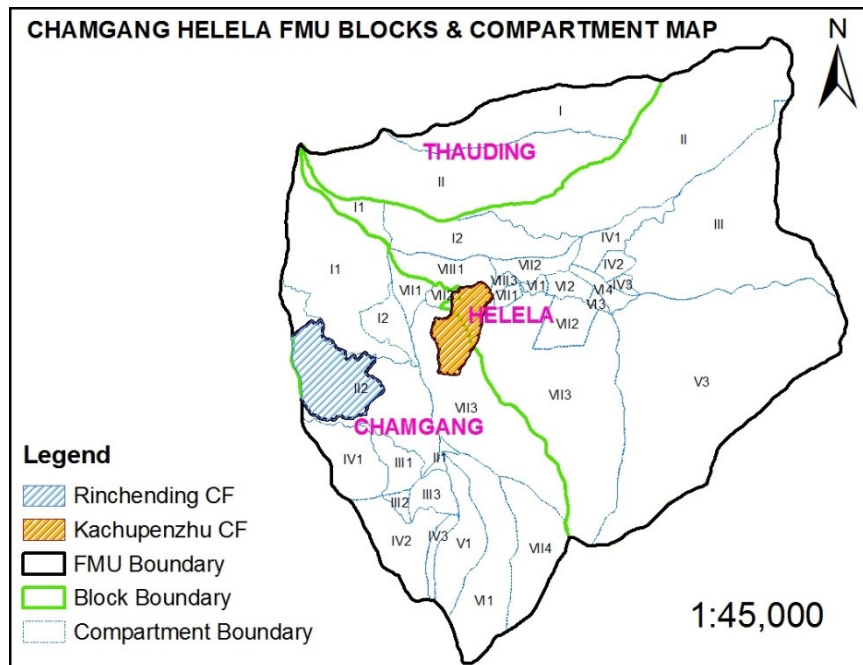 CHAMGANG HELELA FMU BLOCKS & COMPARTMENT MAP
N
I
THAUDING
II
II
I1
I2
IV1
III
I1
VIII1
VII2
IV2
VII1
VII2
VIII3
VII1
VI1
VI2
VI4
IV3
VI3
I2
HELELA
VII2
II2
VII3
VII3
V3
CHAMGANG
IV1
III1
II1
III2
III3
IV2
IV3
V1
VII4
VI1
Legend
Rinchending CF
Kachupenzhu CF
FMU Boundary
Block Boundary
Compartment Boundary
1:45,000